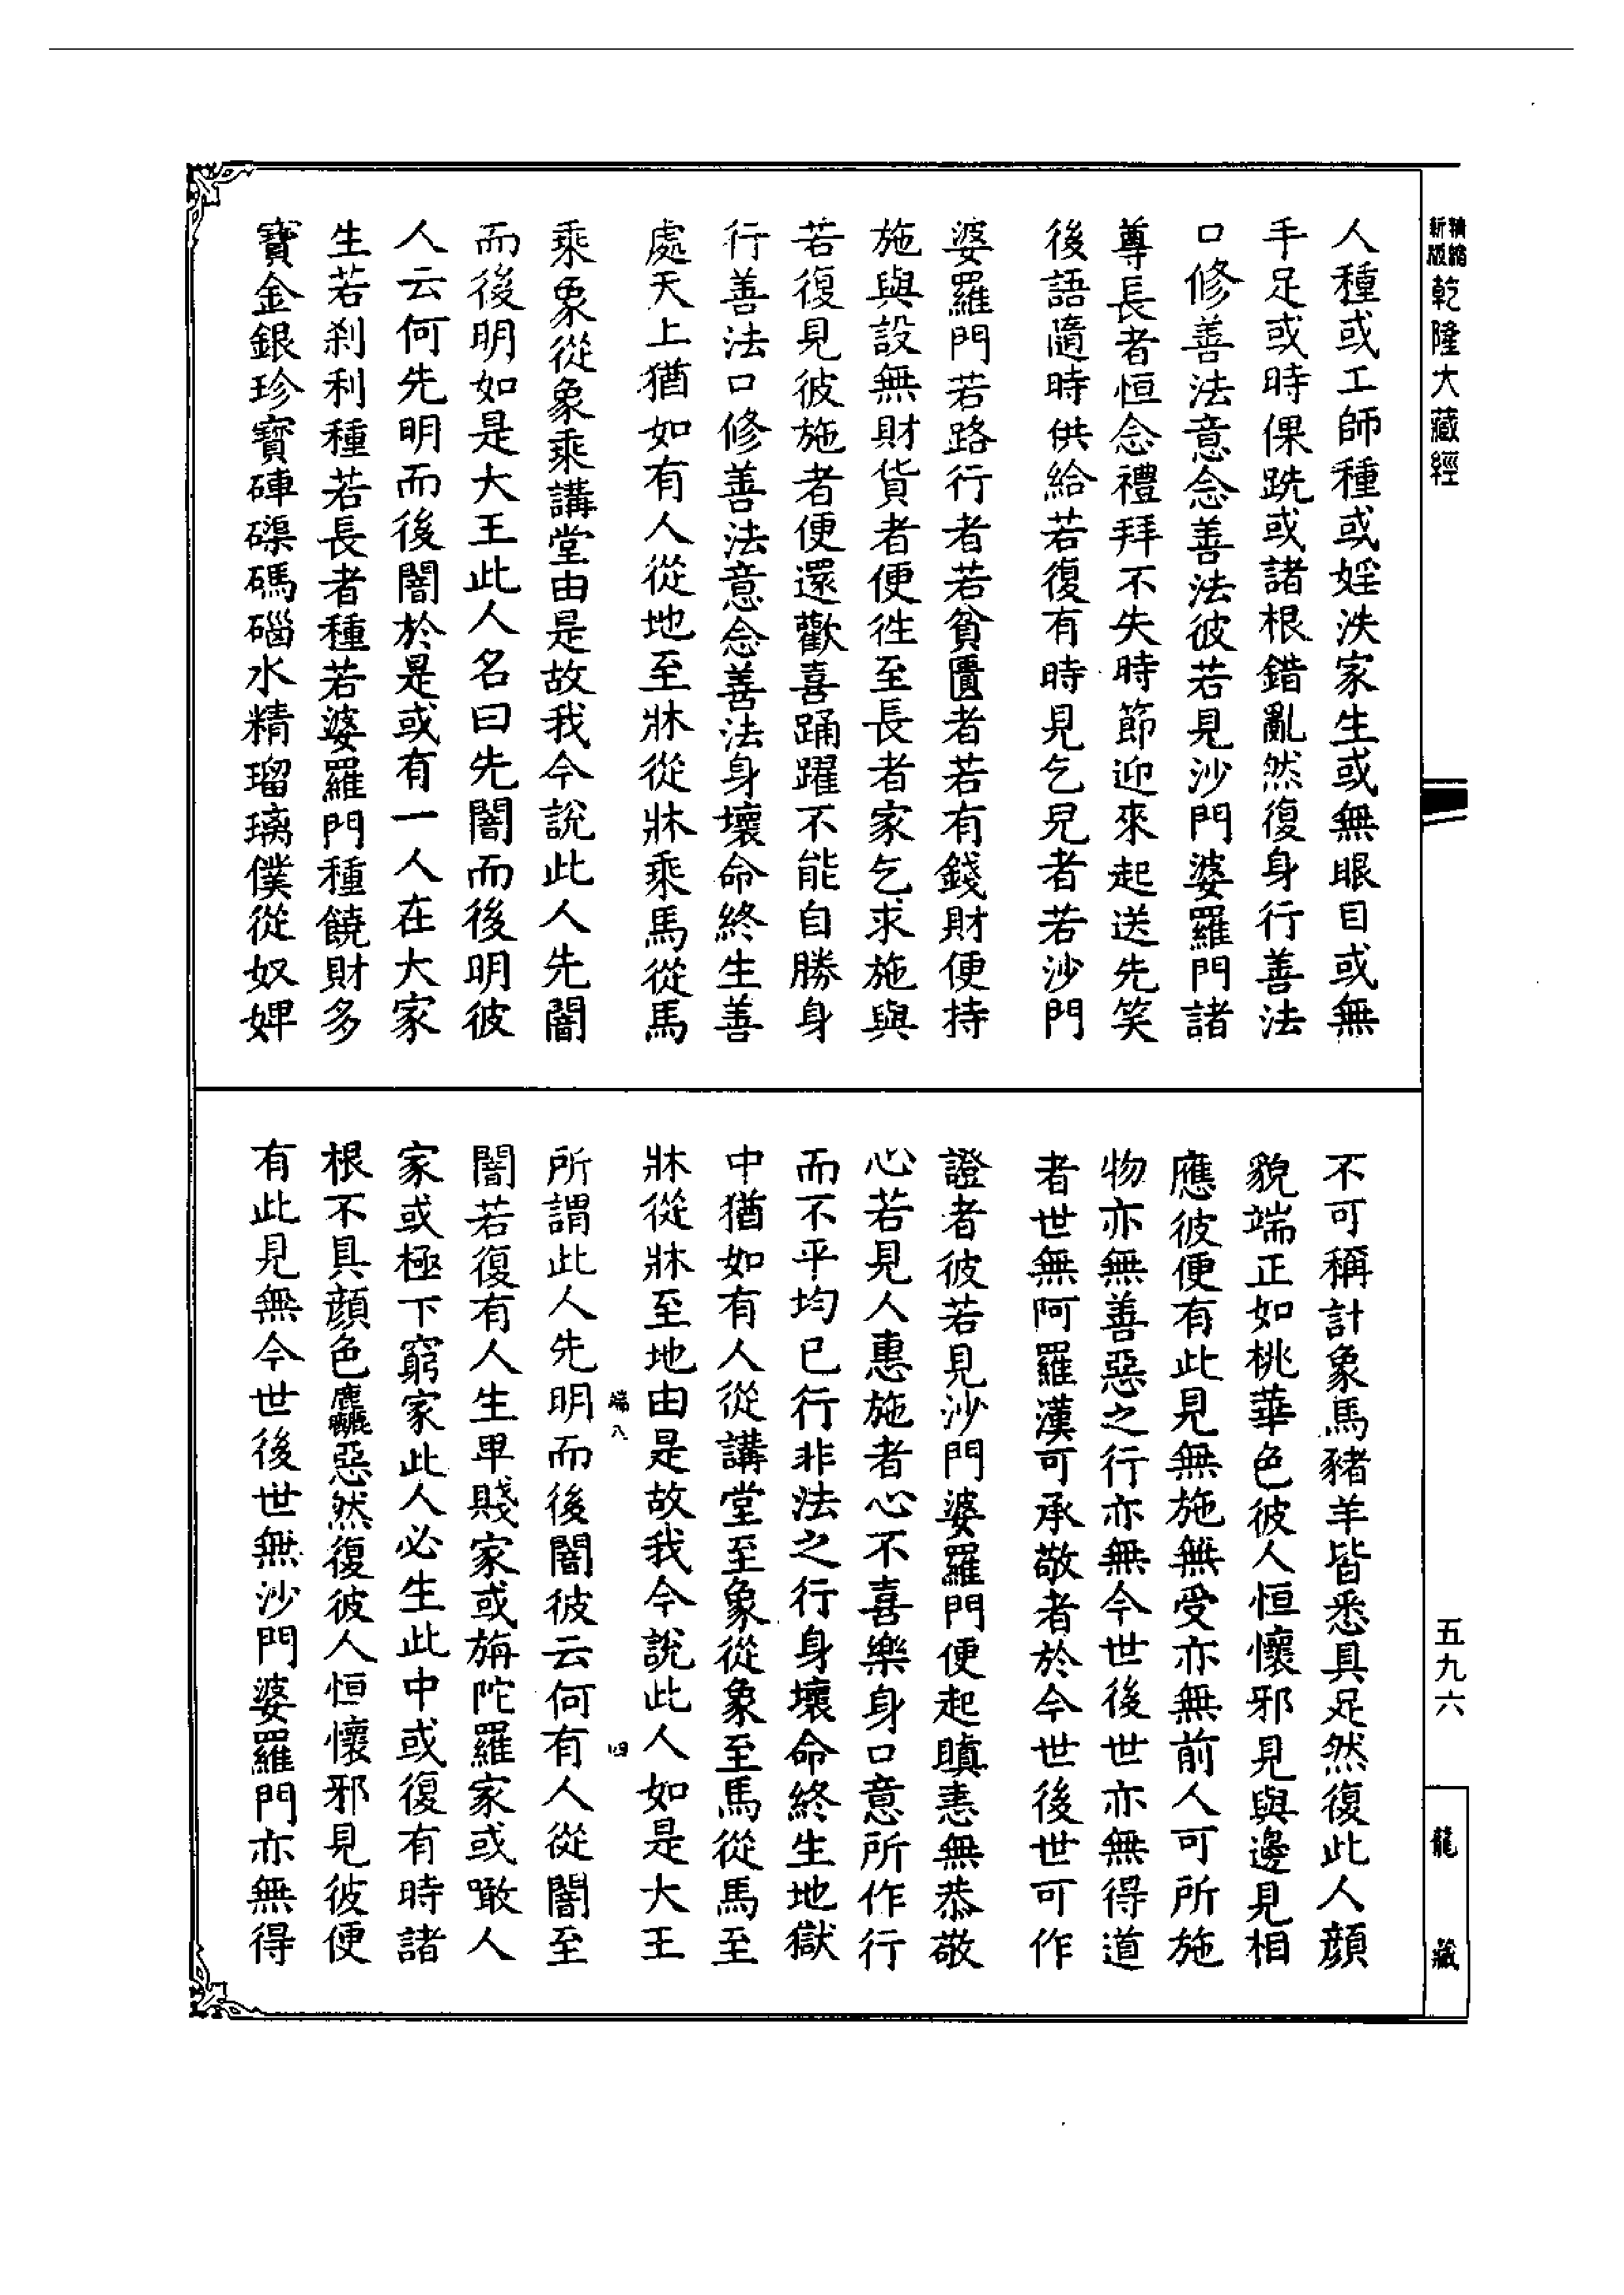 精縮新版
乾隆大藏經
人種或工師種或婬泆家生或無眼目或無
手足或時倮跣或諸根錯亂然復身行善法
口修善法意念善法彼若見沙門婆羅門諸
尊長者恒念禮拜不失時節迎來起送先笑
後語隨時供給若復有時見乞兒者若沙門
婆羅門若路行者若貧匱者若有錢財便持
施與設無財貨者便徃至長者家乞求施與
若復見彼施者便還歡喜踊躍不能自勝身
行善法口修善法意念善法身壞命終生善
處天上猶如有人從地至牀從牀乘馬從馬
乘象從象乘講堂由是故我今說此人先闇
而後明如是大王此人名曰先闇而後明彼
人云何先明而後闇於是或有一人在大家
生若刹利種若長者種若婆羅門種饒財多
寶金銀珍寶硨磲碼碯水精瑠璃僕從奴婢
不可稱計象馬豬羊皆悉具足然復此人顏
貌端正如桃華色彼人恒懷邪見與邊見相
應彼便有此見無施無受亦無前人可所施
物亦無善惡之行亦無今世後世亦無得道
者世無阿羅漢可承敬者於今世後世可作
證者彼若見沙門婆羅門便起瞋恚無恭敬
心若見人惠施者心不喜樂身口意所作行
而不平均已行非法之行身壞命終生地獄
中猶如有人從講堂至象從象至馬從馬至
牀從牀至地由是故我今說此人如是大王
端八
四
所謂此人先明而後闇彼云何有人從闇至
闇若復有人生卑賤家或旃陀羅家或噉人
家或極下窮家此人必生此中或復有時諸
根不具顏色麤惡然復彼人恒懷邪見彼便
有此見無今世後世無沙門婆羅門亦無得
五九六
龍藏